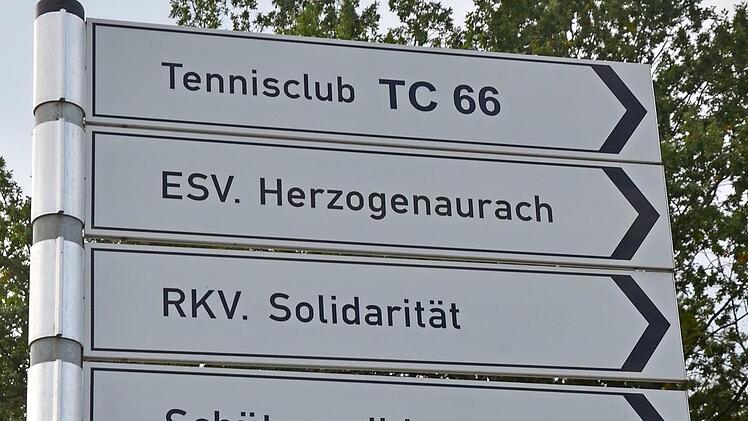 Tennisclub TC 66
ESV. Herzogenaurach
RKV. Solidarität